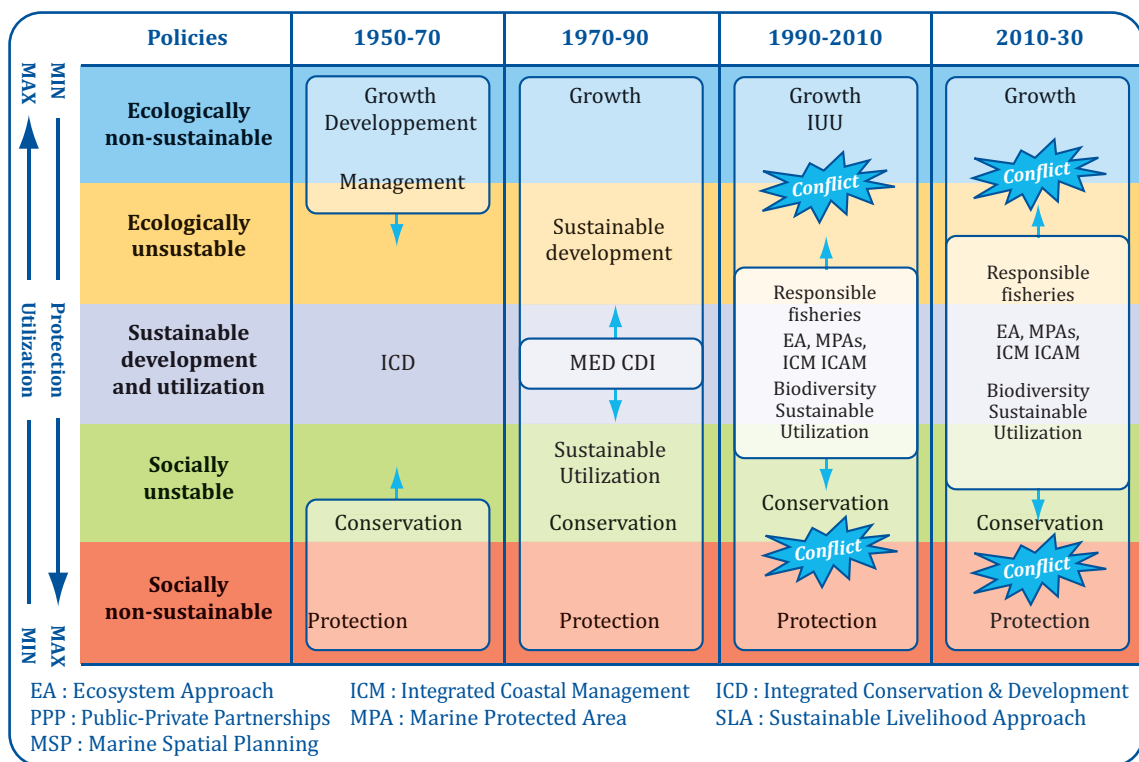 Policies
1950-70
1970-90
1990-2010
2010-30
MAX
MIN
Utilization
Protection
MIN
MAX
Ecologically
non-sustainable
Growth
Developpement
Management
Growth
Growth
IUU
Conflict
Growth
Conflict
Ecologically
unsustable
Sustainable
development
Responsible
fisheries
Responsible
fisheries
Sustainable
development
and utilization
ICD
MED CDI
EA, MPAs,
ICM ICAM
Biodiversity
Sustainable
Utilization
EA, MPAs,
ICM ICAM
Biodiversity
Sustainable
Utilization
Socially
unstable
Conservation
Sustainable
Utilization
Conservation
Conservation
Conflict
Conservation
Conflict
Socially
non-sustainable
Protection
Protection
Protection
Protection
EA : Ecosystem Approach
PPP : Public-Private Partnerships
MSP : Marine Spatial Planning
ICM : Integrated Coastal Management
MPA : Marine Protected Area
ICD : Integrated Conservation & Development
SLA : Sustainable Livelihood Approach